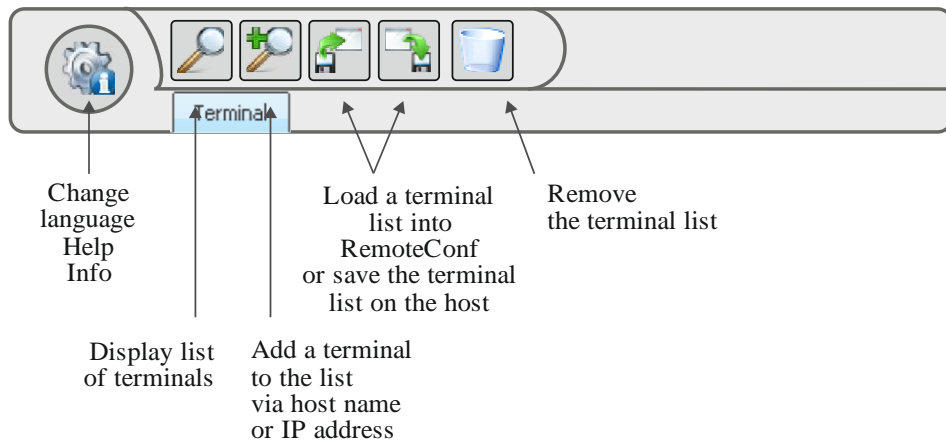 Terminal
Change
language
Help
Info
Load a terminal
list into
RemoteConf
or save the terminal
list on the host
Remove
the terminal list
Display list
of terminals
Add a terminal
to the list
via host name
or IP address